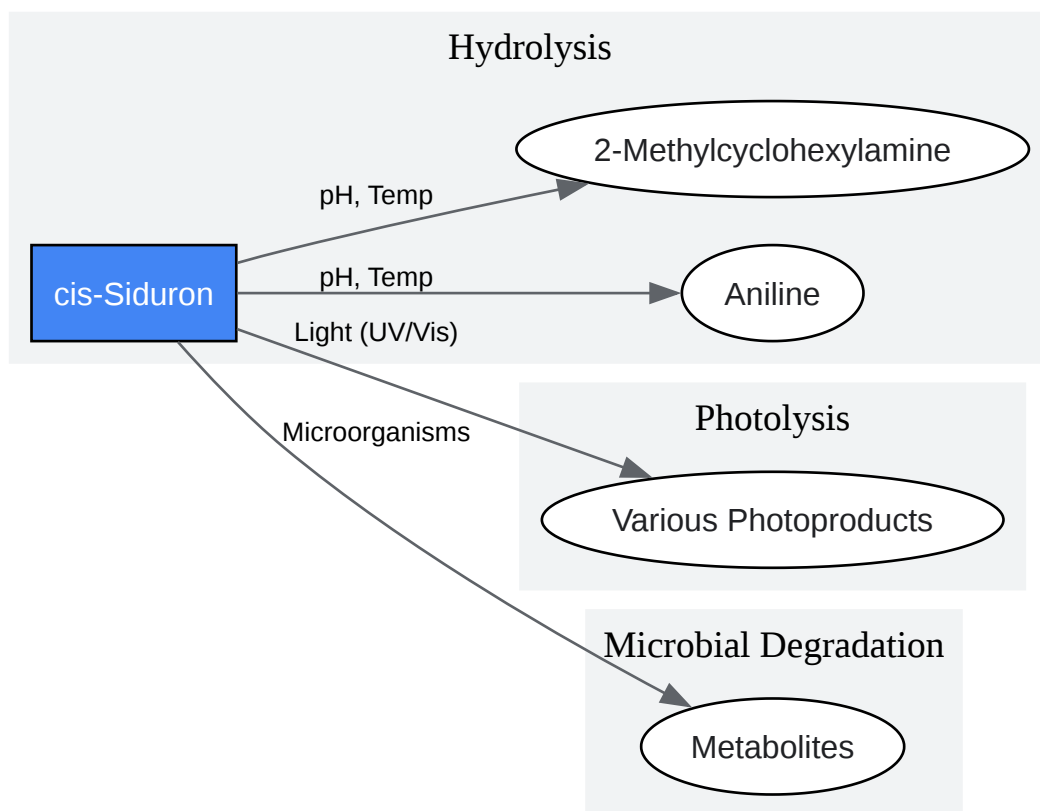 Hydrolysis
2-Methylcyclohexylamine
pH, Temp
cis-Siduron
pH, Temp
Aniline
Light (UV/Vis)
Photolysis
Microorganisms
Various Photoproducts
Microbial Degradation
Metabolites